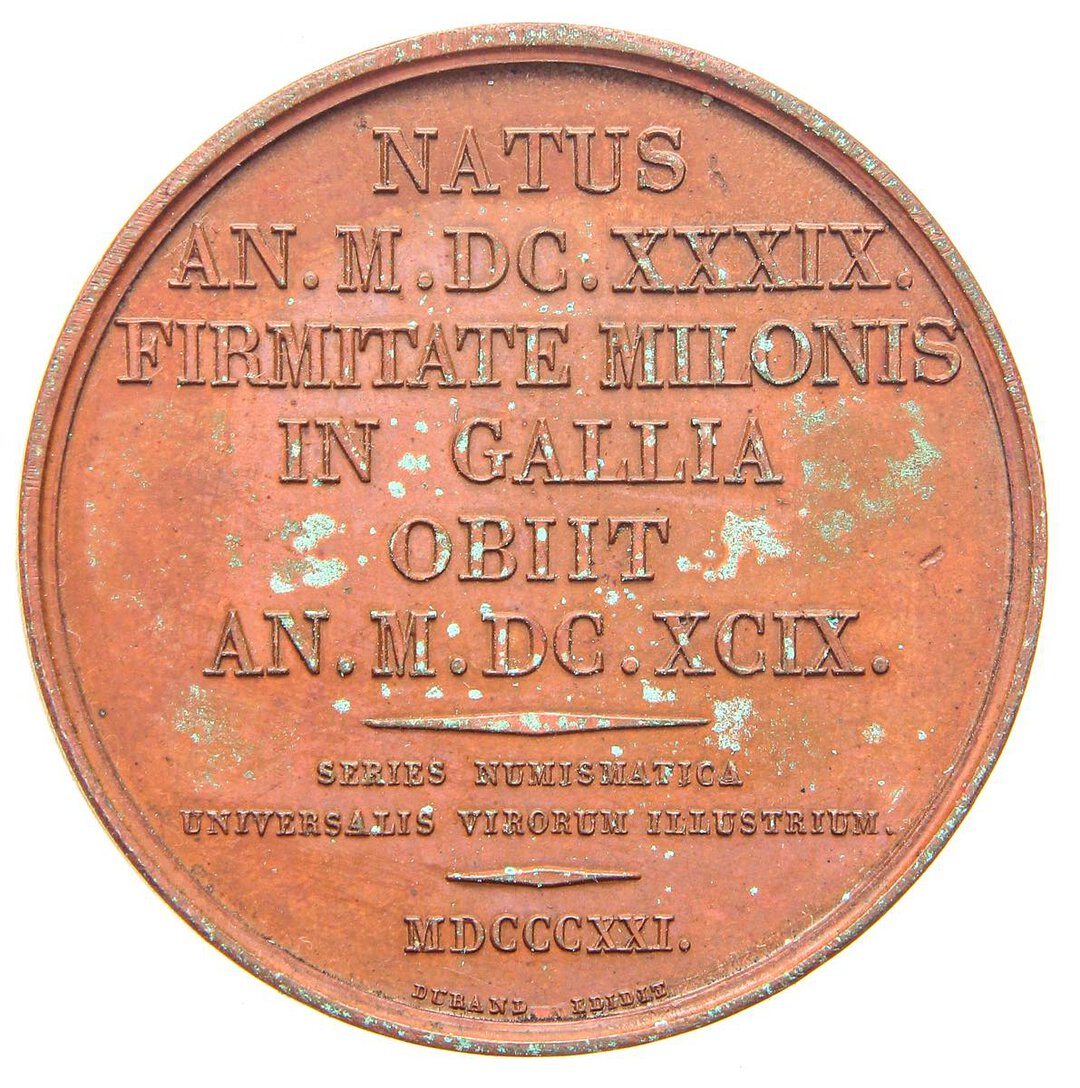 NATUS
AN. M. DC. XXXIX.
FIRMITATE MILONIS
IN GALLIA
OBIIT
AN. M. DC. XCIX.
SERIES NUMISMATICA
UNIVERSALIS VIRORUM ILLUSTRIUM.
MDCCCXXI.
DURAND EDIDIT